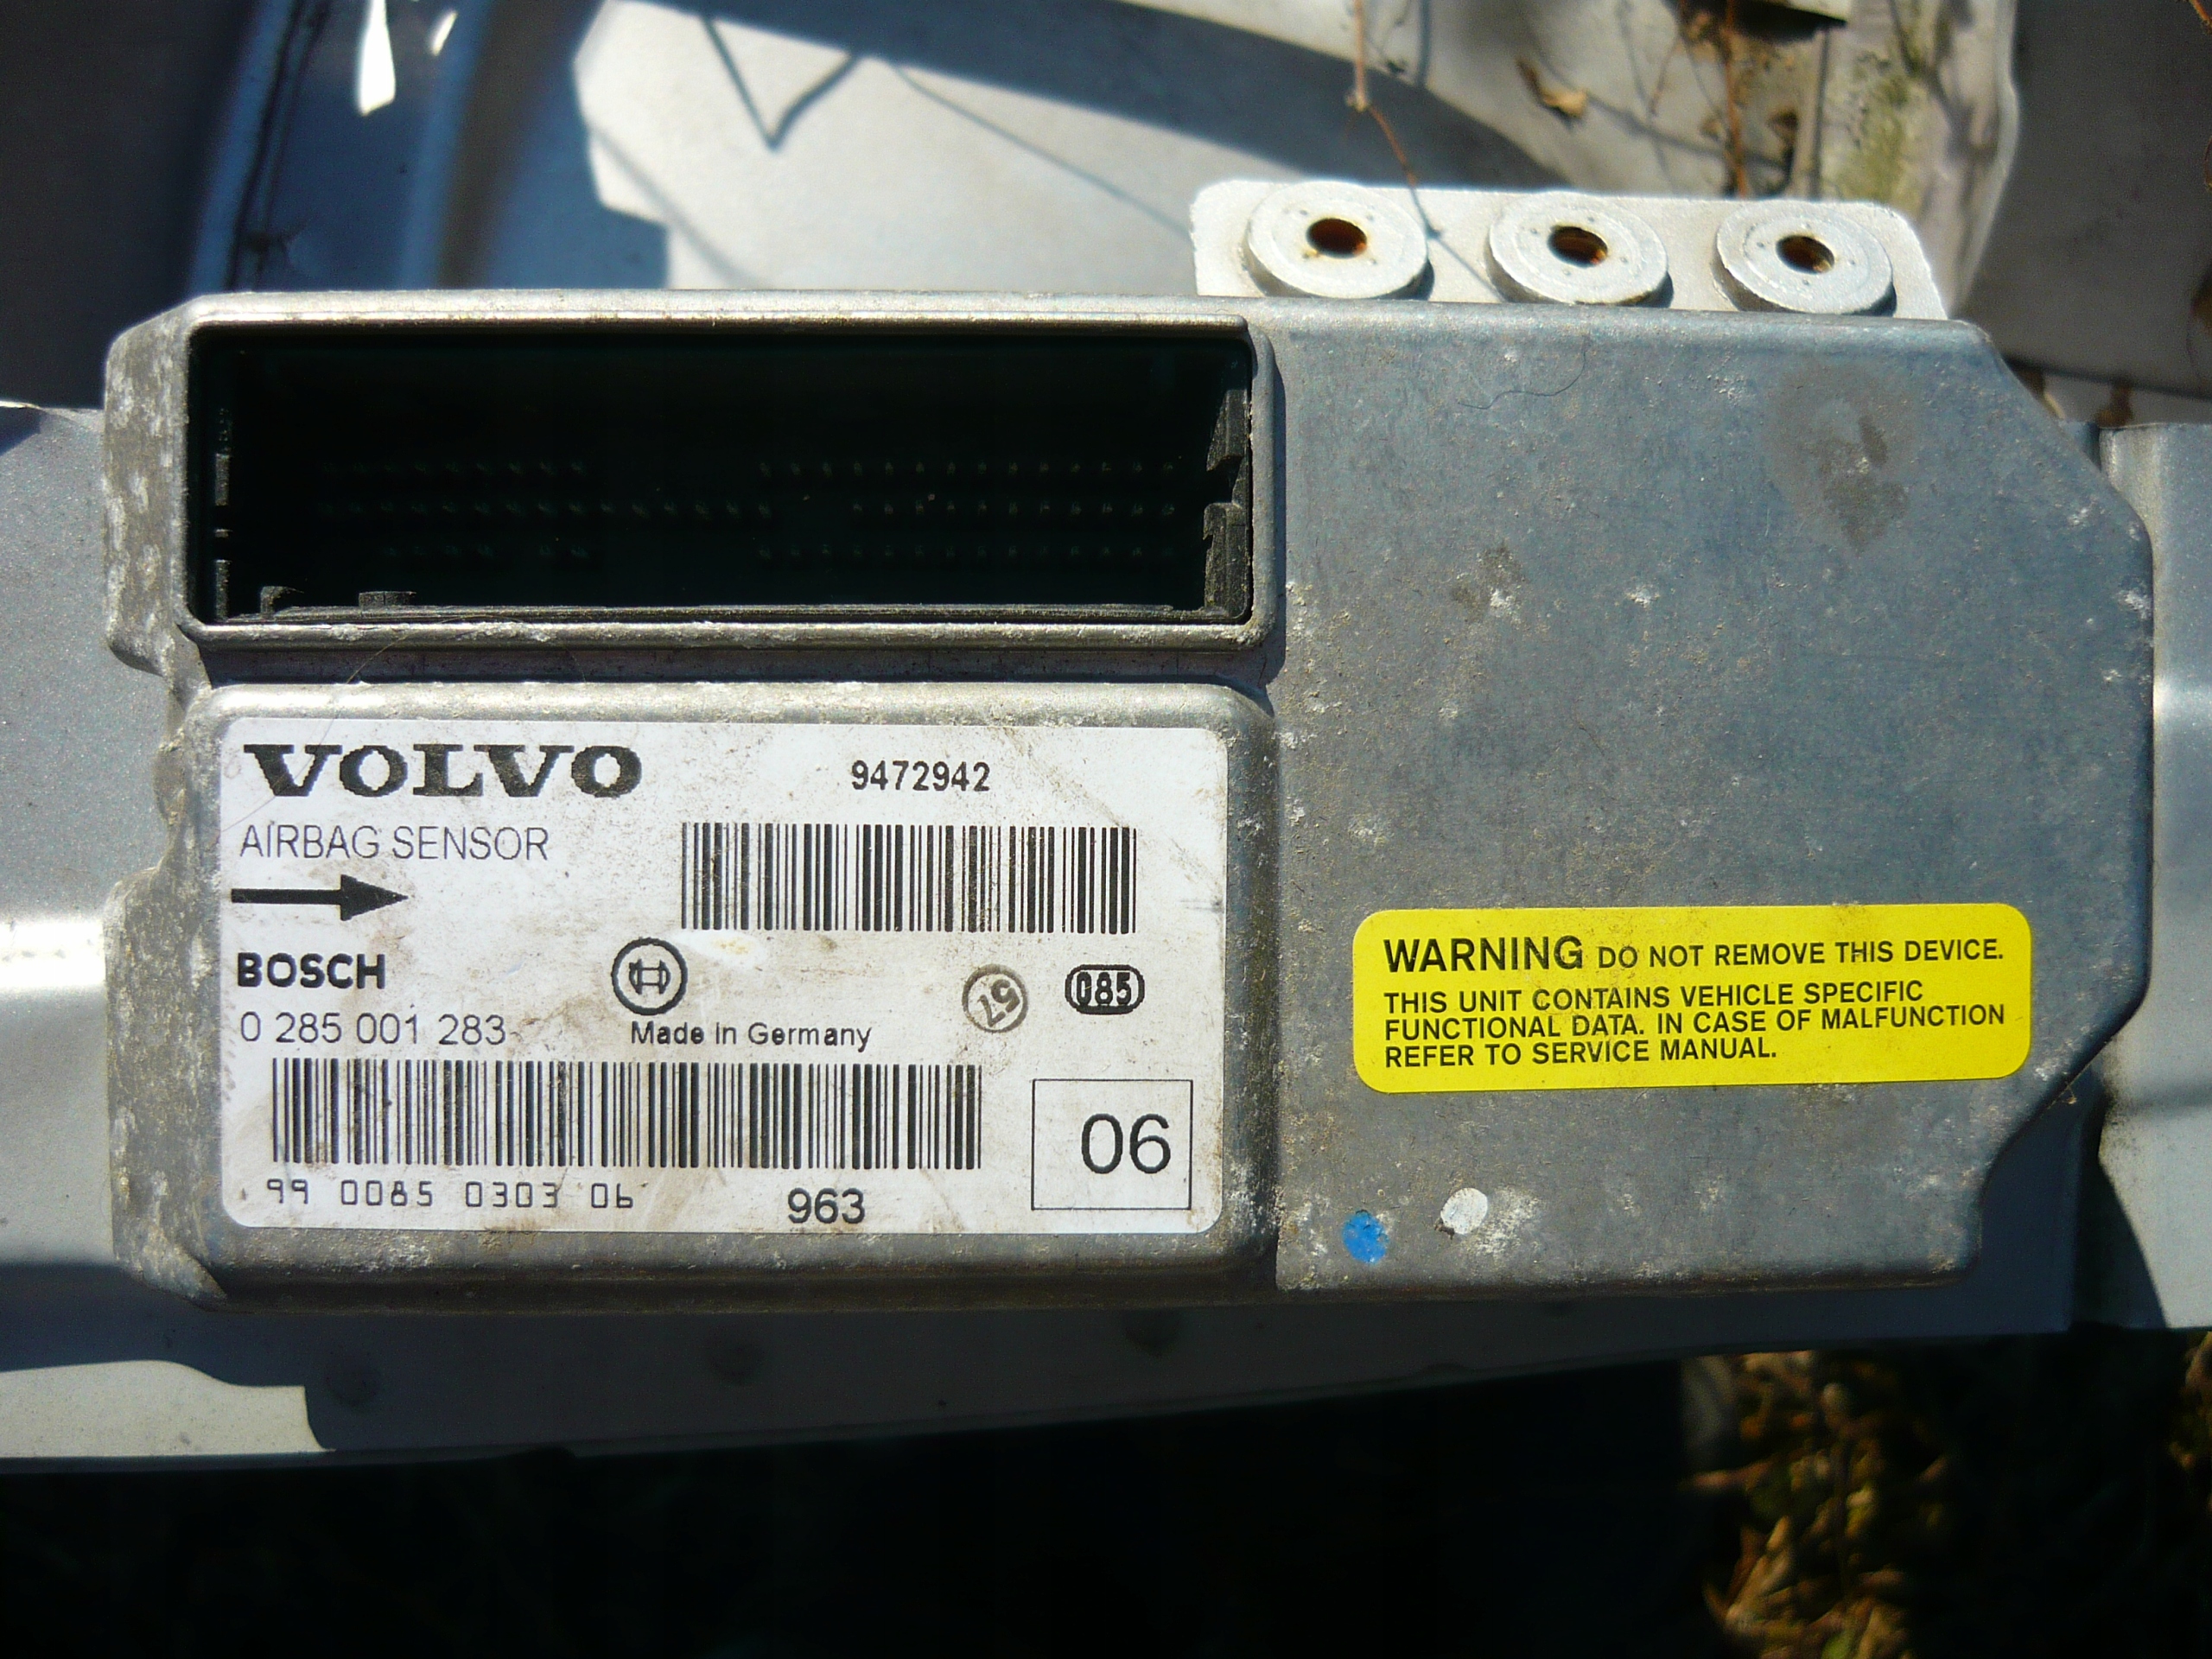 VOLVO
9472942
AIRBAG SENSOR
BOSCH
57
085
0 285 001 283
Made in Germany
06
99 0085 0303 06
963
WARNING DO NOT REMOVE THIS DEVICE.
THIS UNIT CONTAINS VEHICLE SPECIFIC
FUNCTIONAL DATA. IN CASE OF MALFUNCTION
REFER TO SERVICE MANUAL.